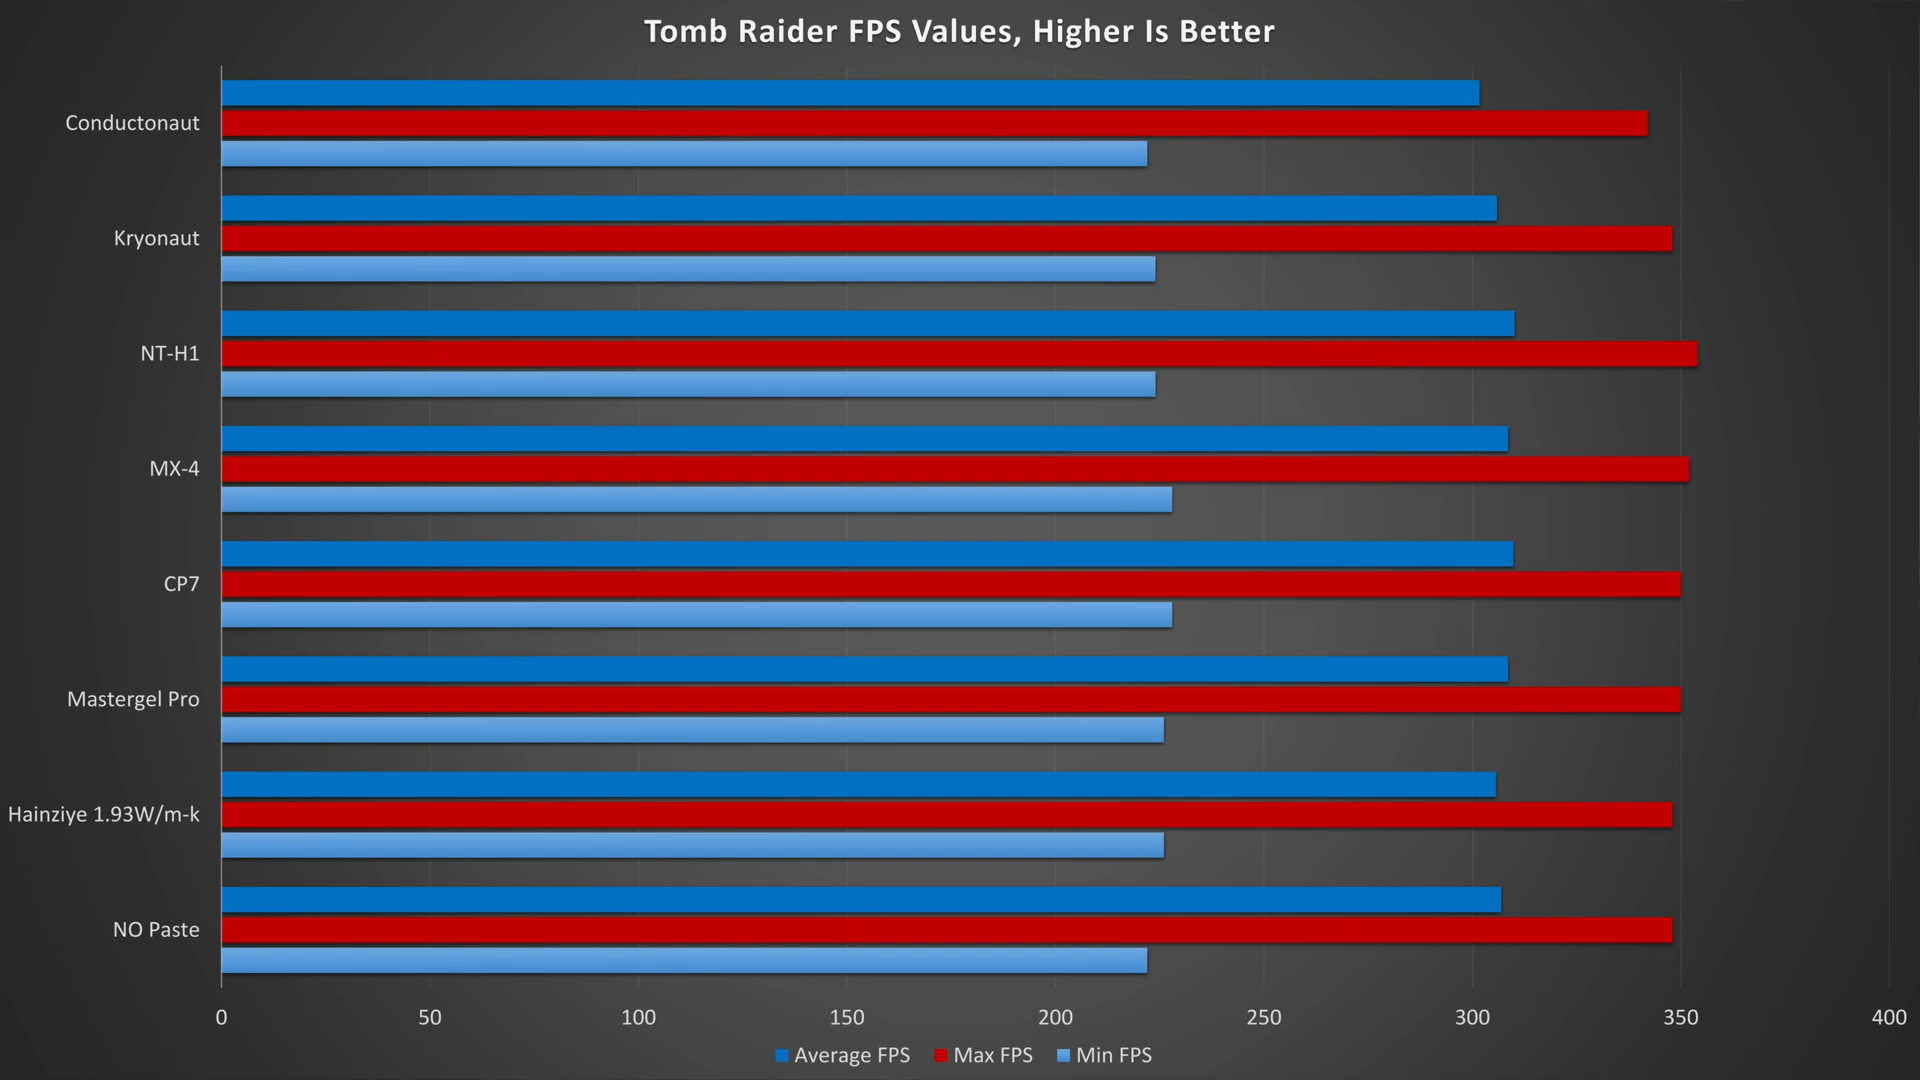 Tomb Raider FPS Values, Higher Is Better
Conductonaut
Kryonaut
NT-H1
MX-4
CP7
Mastergel Pro
Hainziye 1.93W/m-k
NO Paste
0 50 100 150 200 250 300 350 400
Average FPS Max FPS Min FPS